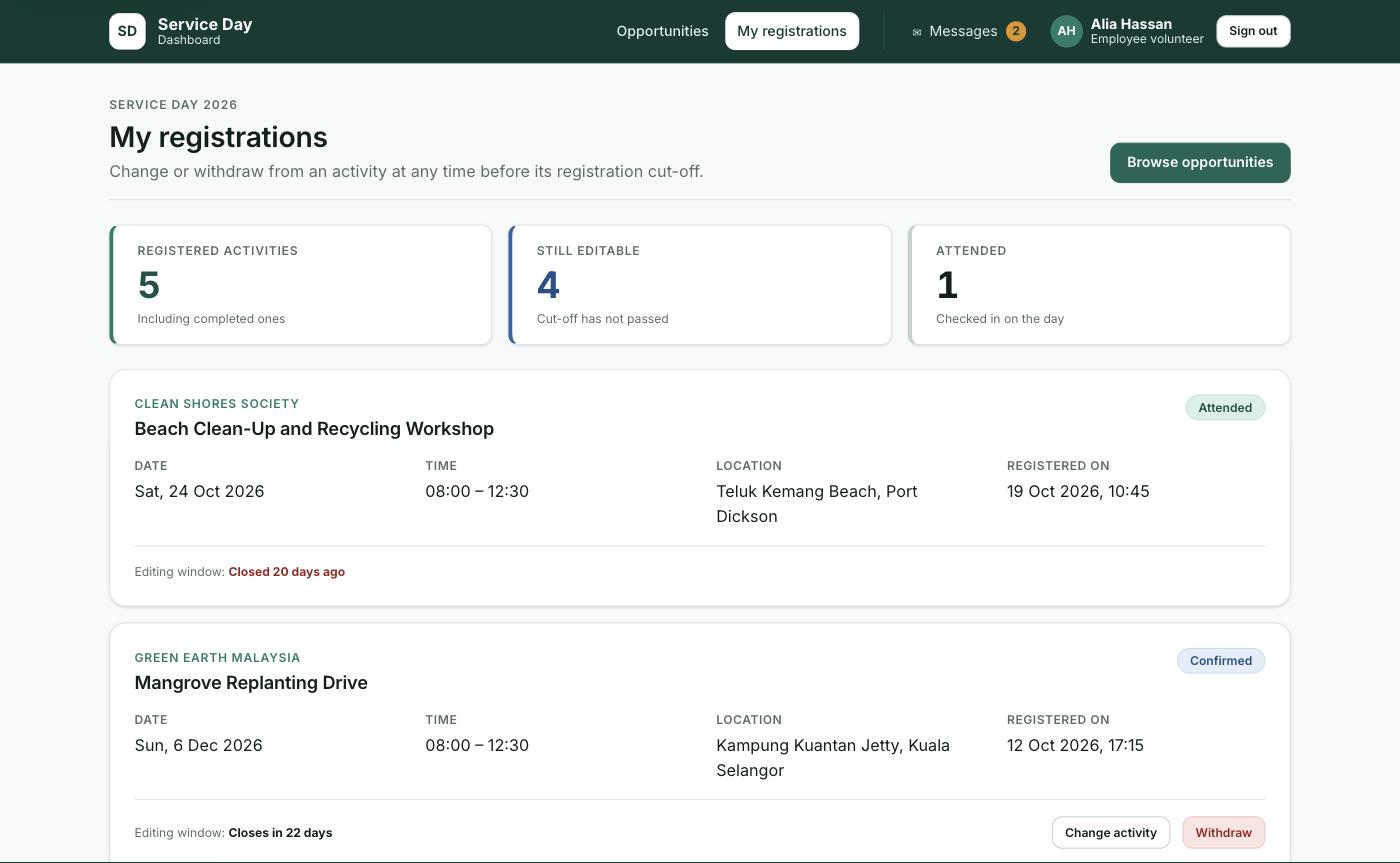 SD
Service Day
Dashboard
Opportunities
My registrations
✉ Messages 2
AH
Alia Hassan
Employee volunteer
Sign out
SERVICE DAY 2026
My registrations
Change or withdraw from an activity at any time before its registration cut-off.
Browse opportunities
REGISTERED ACTIVITIES
5
Including completed ones
STILL EDITABLE
4
Cut-off has not passed
ATTENDED
1
Checked in on the day
CLEAN SHORES SOCIETY
Attended
Beach Clean-Up and Recycling Workshop
DATE
Sat, 24 Oct 2026
TIME
08:00 – 12:30
LOCATION
Teluk Kemang Beach, Port
Dickson
REGISTERED ON
19 Oct 2026, 10:45
Editing window: Closed 20 days ago
GREEN EARTH MALAYSIA
Confirmed
Mangrove Replanting Drive
DATE
Sun, 6 Dec 2026
TIME
08:00 – 12:30
LOCATION
Kampung Kuantan Jetty, Kuala
Selangor
REGISTERED ON
12 Oct 2026, 17:15
Editing window: Closes in 22 days
Change activity
Withdraw